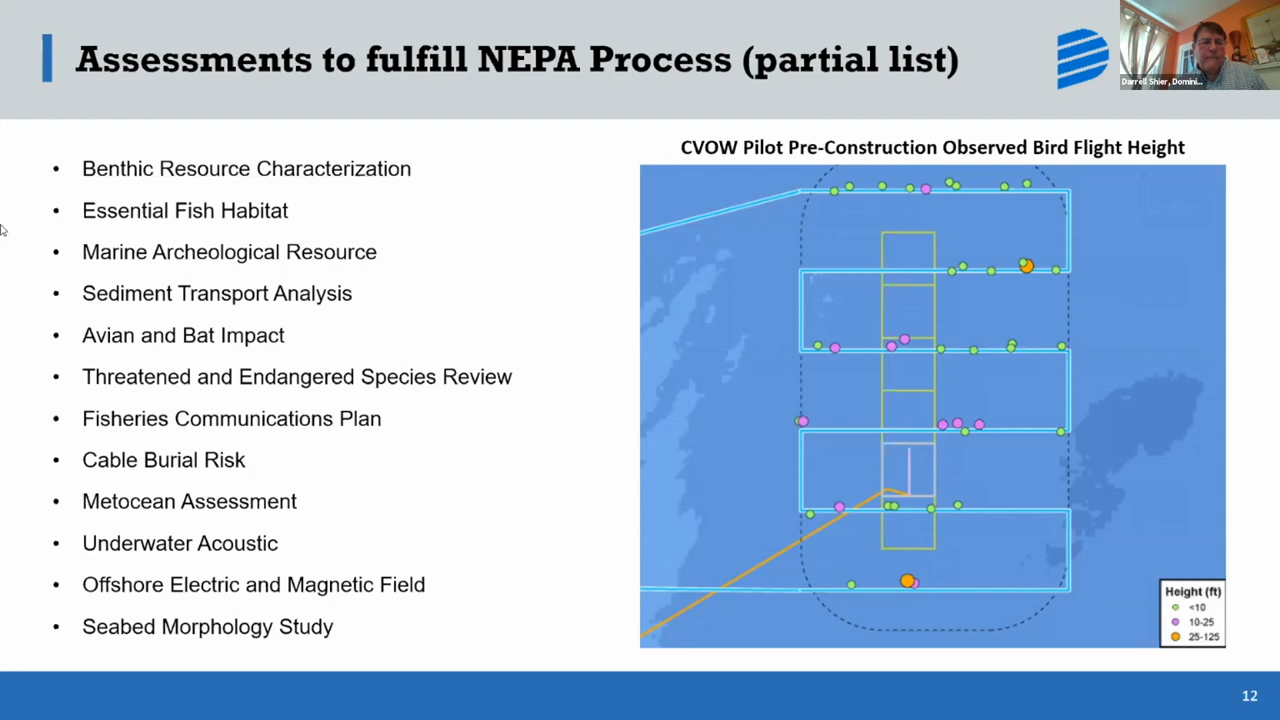 Assessments to fulfill NEPA Process (partial list)
Darrell Shier, Domini...
• Benthic Resource Characterization
• Essential Fish Habitat
• Marine Archeological Resource
• Sediment Transport Analysis
• Avian and Bat Impact
• Threatened and Endangered Species Review
• Fisheries Communications Plan
• Cable Burial Risk
• Metocean Assessment
• Underwater Acoustic
• Offshore Electric and Magnetic Field
• Seabed Morphology Study
CVOW Pilot Pre-Construction Observed Bird Flight Height
Height (ft)
<10
10-25
25-125
12